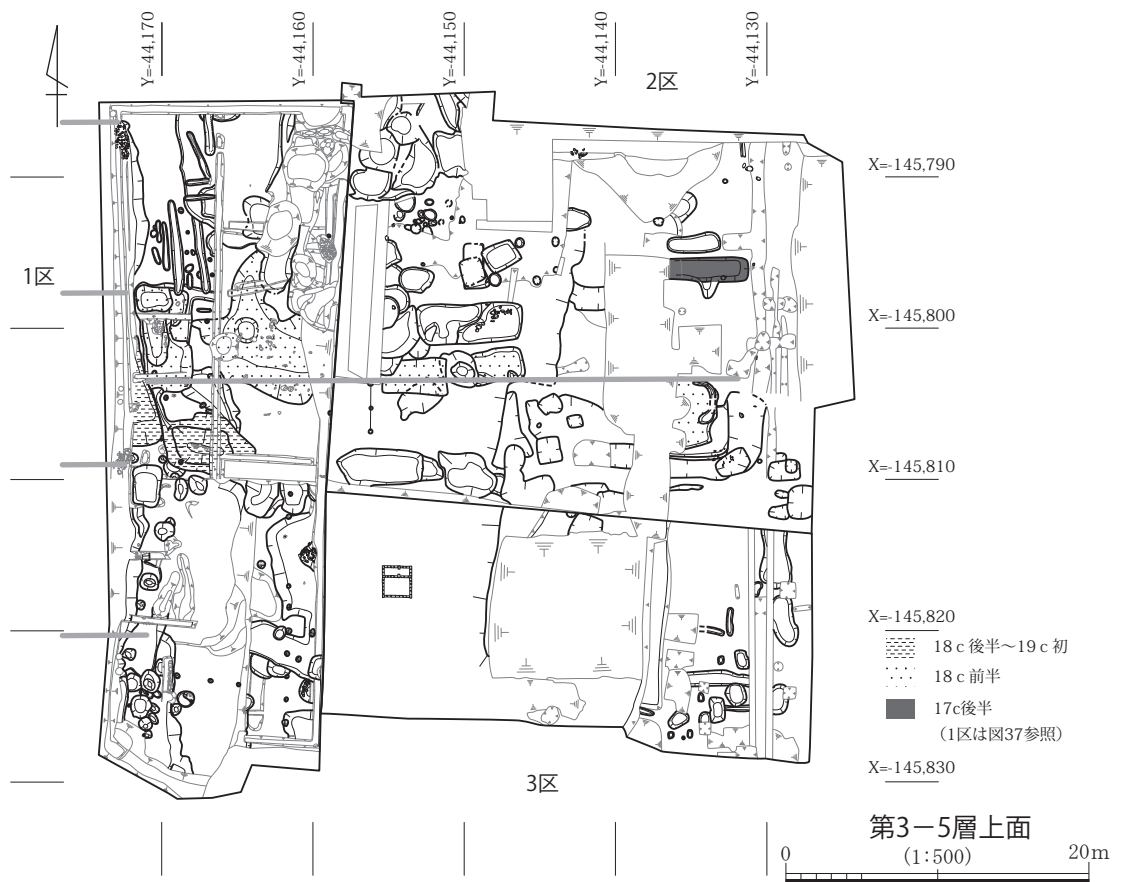 Y=-44,170
Y=-44,160
Y=-44,150
Y=-44,140
Y=-44,130
2区
X=-145,790
1区
X=-145,800
X=-145,810
X=-145,820
18ｃ後半～19ｃ初
18ｃ前半
17c後半
（1区は図37参照）
X=-145,830
3区
第3－5層上面
(1:500)
0
20m